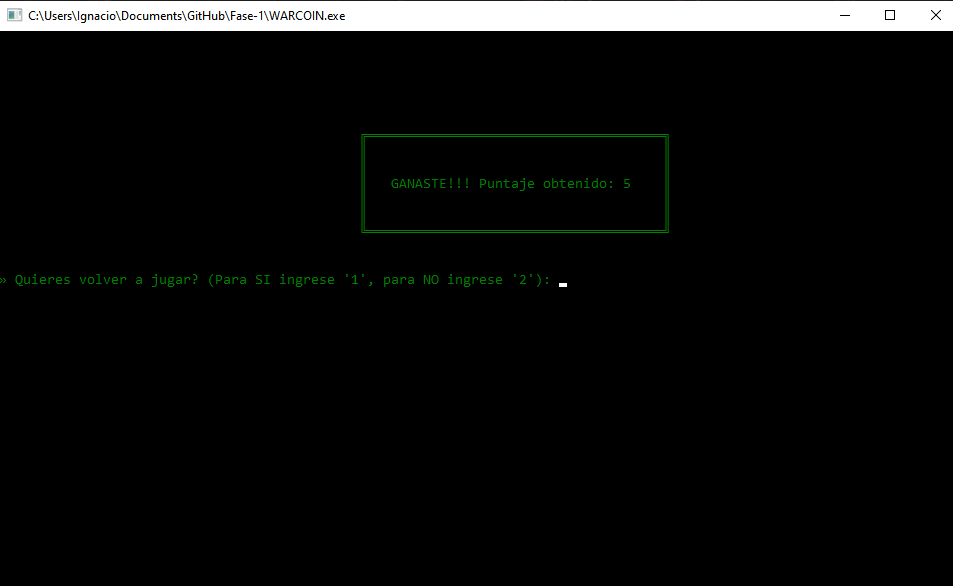 C:\Users\Ignacio\Documents\GitHub\Fase-1\WARCOIN.exe
GANASTE!!! Puntaje obtenido: 5
» Quieres volver a jugar? (Para SI ingrese '1', para NO ingrese '2'):